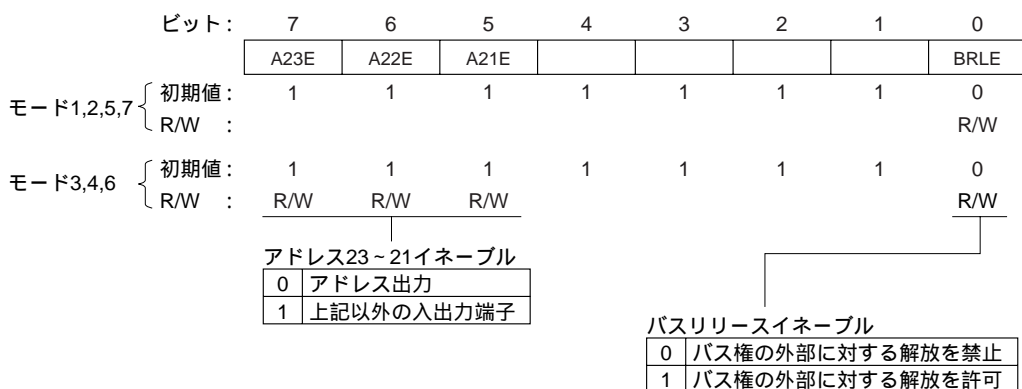 ビット: 7 6 5 4 3 2 1 0
A23E A22E A21E BRLE
モード1,2,5,7 初期値: 1 1 1 1 1 1 1 0
R/W : R/W
モード3,4,6 初期値: 1 1 1 1 1 1 1 0
R/W : R/W R/W R/W R/W
アドレス23~21イネーブル
0 アドレス出力
1 上記以外の入出力端子
バスリリースイネーブル
0 バス権の外部に対する解放を禁止
1 バス権の外部に対する解放を許可